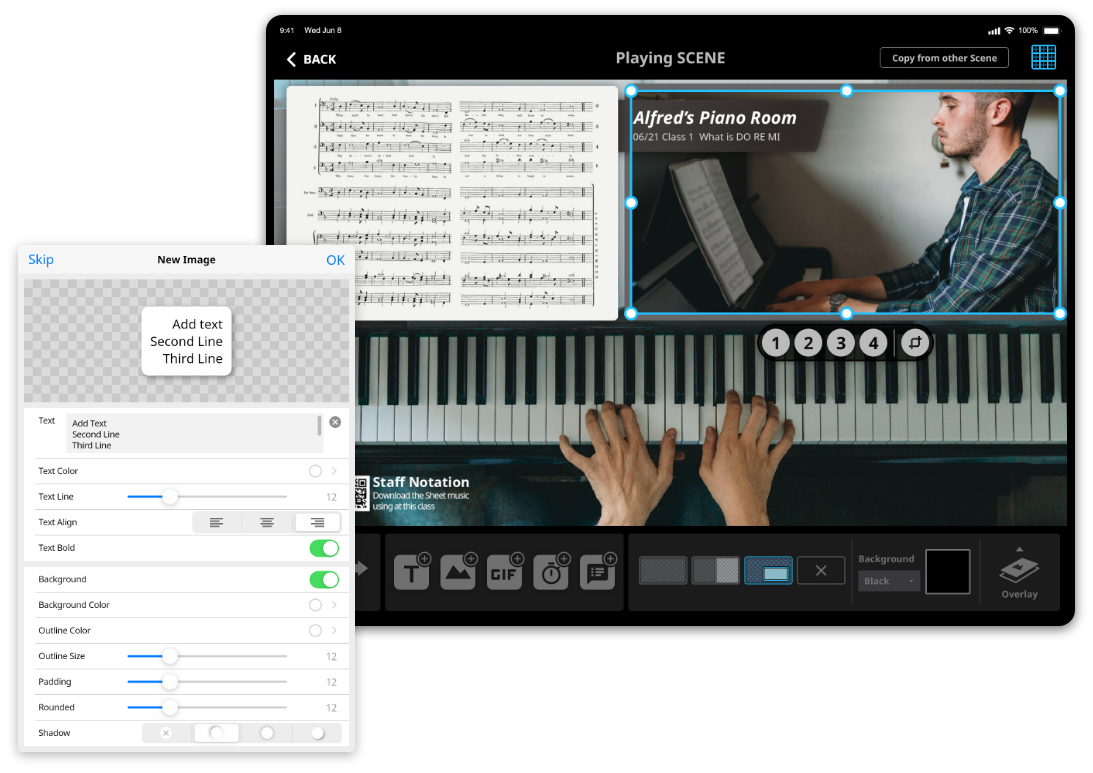 9:41 Wed Jun 8
100%
BACK
Playing SCENE
Copy from other Scene
Alfred's Piano Room
06/21 Class 1 What is DO RE MI
1 2 3 4
Staff Notation
Download the Sheet music
using at this class
T
GIF
Background
Black
Overlay
Skip
New Image
OK
Add text
Second Line
Third Line
Text
Add Text
Second Line
Third Line
Text Color
Text Line 12
Text Align
Text Bold
Background
Background Color
Outline Color
Outline Size 12
Padding 12
Rounded 12
Shadow